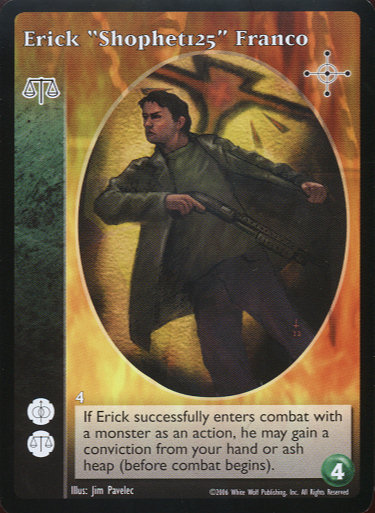 Erick "Shophet125" Franco
4
If Erick successfully enters combat with
a monster as an action, he may gain a
conviction from your hand or ash
heap (before combat begins).
4
Illus: Jim Pavelec ©2006 White Wolf Publishing, Inc. All Rights Reserved